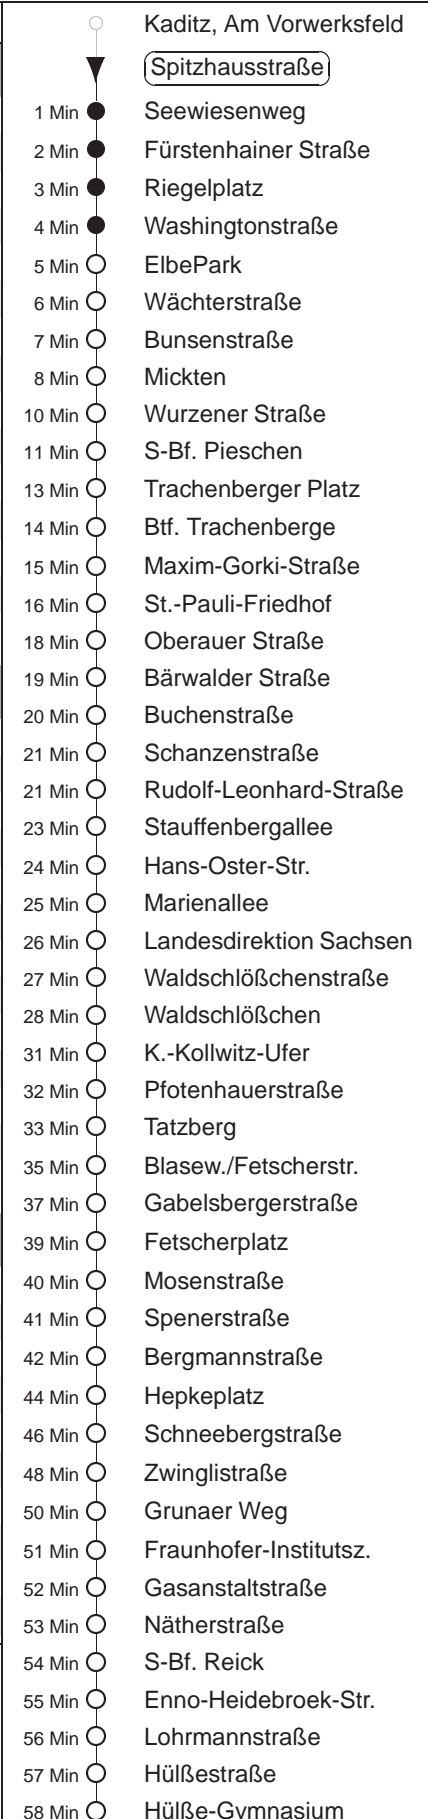 Kaditz, Am Vorwerksfeld
Spitzhausstraße
1 Min Seewiesenweg
2 Min Fürstenhainer Straße
3 Min Riegelplatz
4 Min Washingtonstraße
5 Min ElbePark
6 Min Wächterstraße
7 Min Bunsenstraße
8 Min Mickten
10 Min Wurzener Straße
11 Min S-Bf. Pieschen
13 Min Trachenberger Platz
14 Min Btf. Trachenberge
15 Min Maxim-Gorki-Straße
16 Min St.-Pauli-Friedhof
18 Min Oberauer Straße
19 Min Bärwalder Straße
20 Min Buchenstraße
21 Min Schanzenstraße
21 Min Rudolf-Leonhard-Straße
23 Min Stauffenbergallee
24 Min Hans-Oster-Str.
25 Min Marienallee
26 Min Landesdirektion Sachsen
27 Min Waldschlößchenstraße
28 Min Waldschlößchen
31 Min K.-Kollwitz-Ufer
32 Min Pfotenhauerstraße
33 Min Tatzberg
35 Min Blasew./Fetscherstr.
37 Min Gabelsbergerstraße
39 Min Fetscherplatz
40 Min Mosenstraße
41 Min Spenerstraße
42 Min Bergmannstraße
44 Min Hepkeplatz
46 Min Schneebergstraße
48 Min Zwinglistraße
50 Min Grunaer Weg
51 Min Fraunhofer-Institutsz.
52 Min Gasanstaltstraße
53 Min Nätherstraße
54 Min S-Bf. Reick
55 Min Enno-Heidebroek-Str.
56 Min Lohrmannstraße
57 Min Hülßestraße
58 Min Hülße-Gymnasium